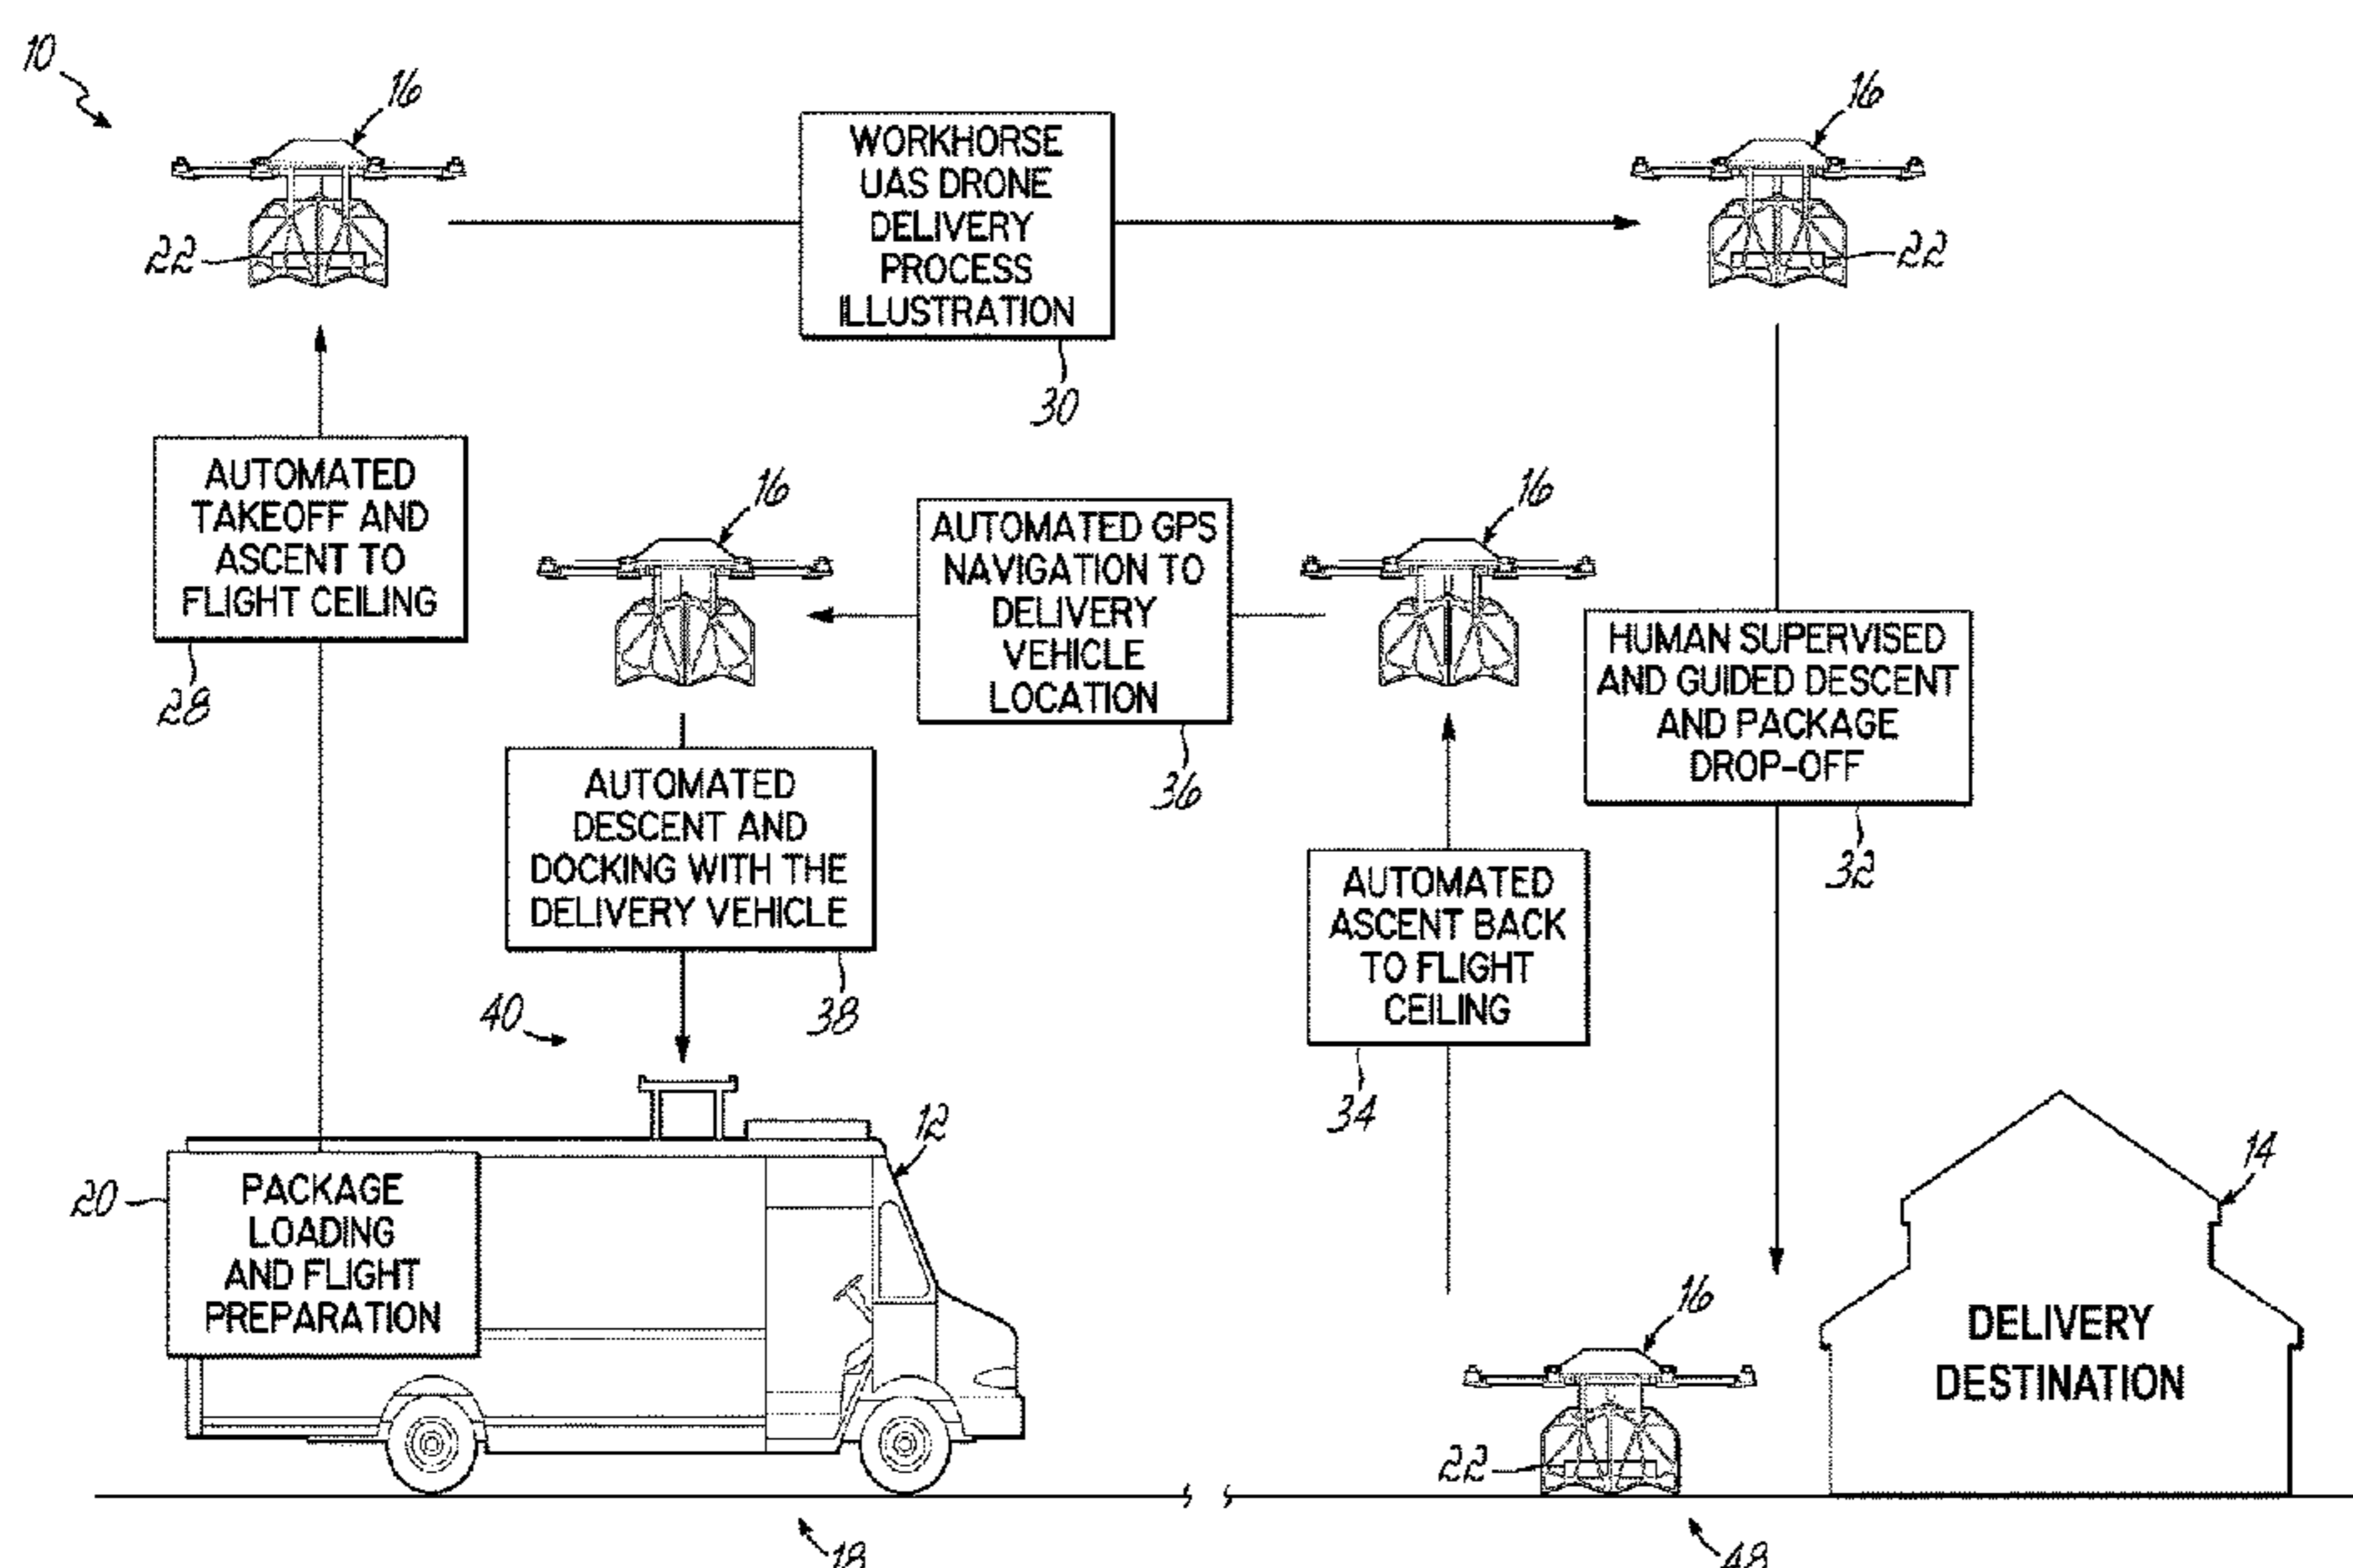 10
16
16
WORKHORSE
UAS DRONE
DELIVERY
PROCESS
ILLUSTRATION
22
22
30
AUTOMATED
TAKEOFF AND
ASCENT TO
FLIGHT CEILING
28
16
AUTOMATED GPS
NAVIGATION TO
DELIVERY
VEHICLE
LOCATION
36
16
HUMAN SUPERVISED
AND GUIDED DESCENT
AND PACKAGE
DROP-OFF
32
AUTOMATED
DESCENT AND
DOCKING WITH THE
DELIVERY VEHICLE
38
AUTOMATED
ASCENT BACK
TO FLIGHT
CEILING
34
40
12
14
20
PACKAGE
LOADING
AND FLIGHT
PREPARATION
16
DELIVERY
DESTINATION
22
18
48